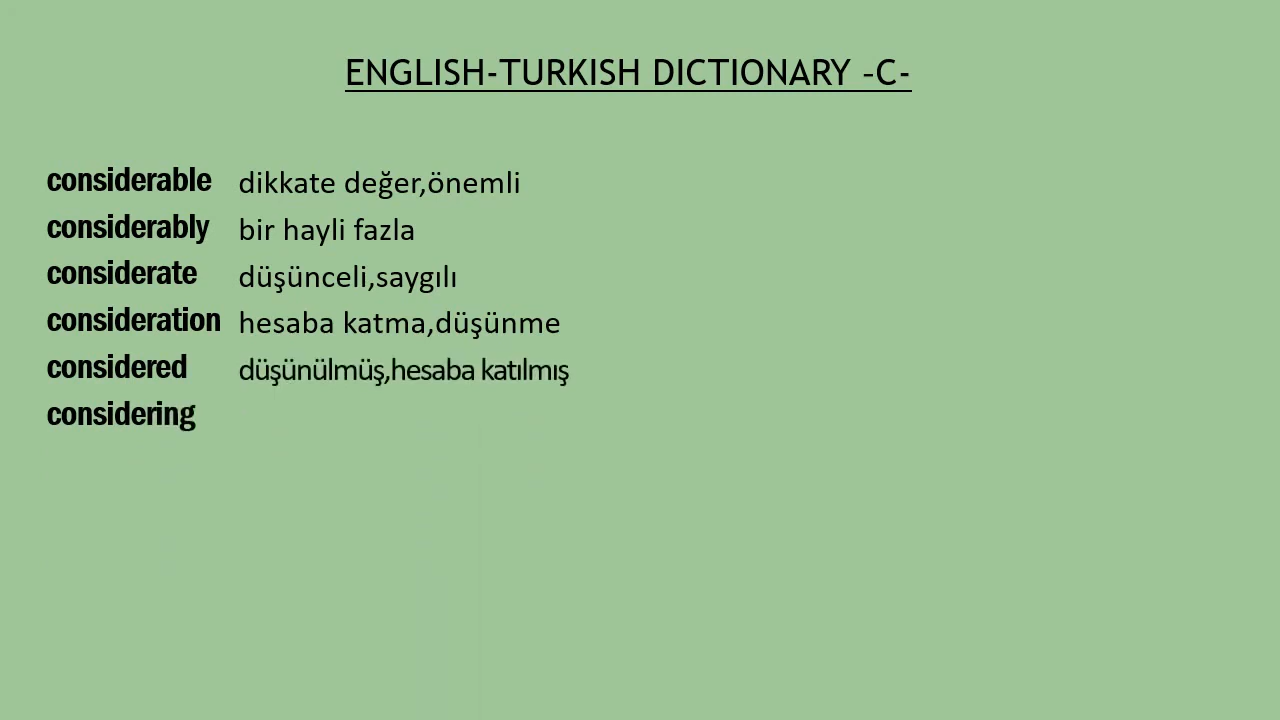 ENGLISH-TURKISH DICTIONARY –C-
considerable dikkate değer,önemli
considerably bir hayli fazla
considerate düşünceli,saygılı
consideration hesaba katma,düşünme
considered düşünülmüş,hesaba katılmış
considering